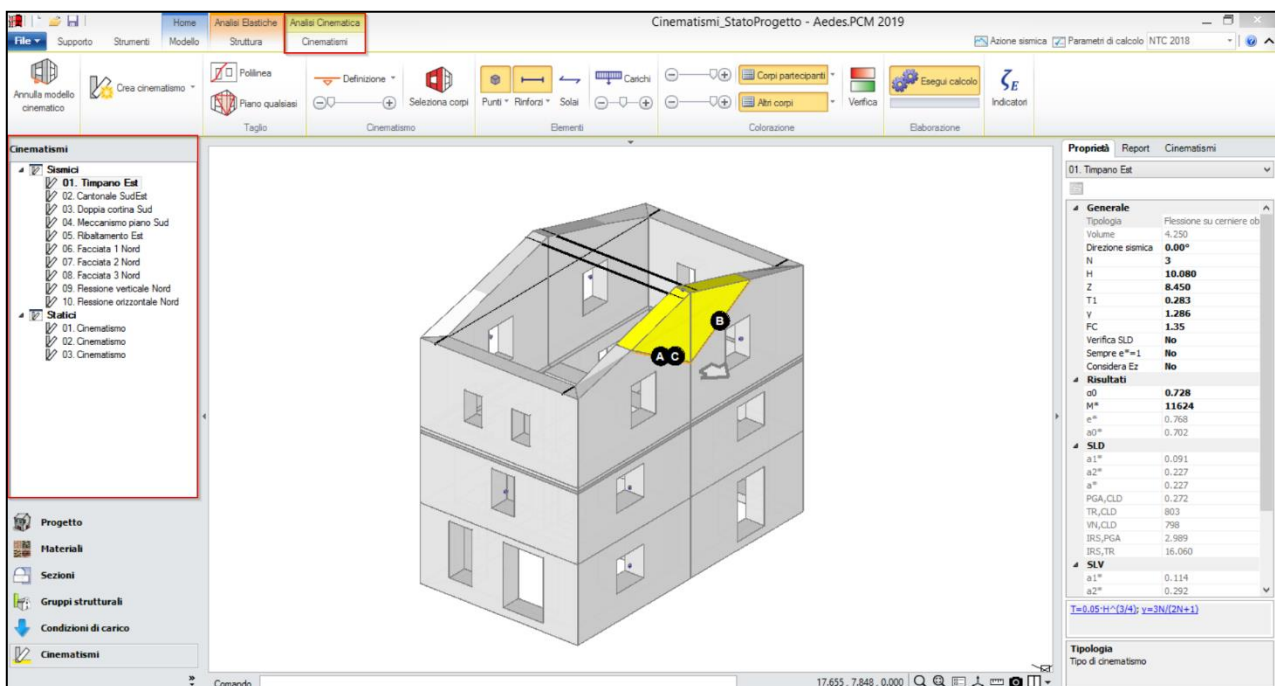 Cinematismi_StatoProgetto - Aedes.PCM 2019
Home
Analisi Elastiche
Analisi Cinematica
File
Supporto
Strumenti
Modello
Struttura
Cinematismi
Azione sismica
Parametri di calcolo
NTC 2018
Annulla modello
cinematico
Crea cinematismo
Polilinea
Piano qualsiasi
Taglio
Definizione
Seleziona corpi
Cinematismo
Punti
Rinforzi
Solai
Carichi
Elementi
Corpi partecipanti
Altri corpi
Colorazione
Verifica
Esegui calcolo
Elaborazione
ζE
Indicatori
Cinematismi
Sismici
01. Timpano Est
02. Cantonale SudEst
03. Doppia cortina Sud
04. Meccanismo piano Sud
05. Ribaltamento Est
06. Facciata 1 Nord
07. Facciata 2 Nord
08. Facciata 3 Nord
09. Flessione verticale Nord
10. Flessione orizzontale Nord
Statici
01. Cinematismo
02. Cinematismo
03. Cinematismo
Progetto
Materiali
Sezioni
Gruppi strutturali
Condizioni di carico
Cinematismi
A C
B
Comando
17.655 , 7.848 , 0.000
Proprietà Report Cinematismi
01. Timpano Est
Generale
Tipologia Flessione su cerniere ob
Volume 4.250
Direzione sismica 0.00°
N 3
H 10.080
Z 8.450
T1 0.283
γ 1.286
FC 1.35
Verifica SLD No
Sempre e*=1 No
Considera Ez No
Risultati
α0 0.728
M* 11624
e* 0.768
a0* 0.702
SLD
a1* 0.091
a2* 0.227
a* 0.227
PGA,CLD 0.272
TR,CLD 803
VN,CLD 798
IRS,PGA 2.989
IRS,TR 16.060
SLV
a1* 0.114
a2* 0.292
T=0.05·H^(3/4); γ=3N/(2N+1)
Tipologia
Tipo di cinematismo